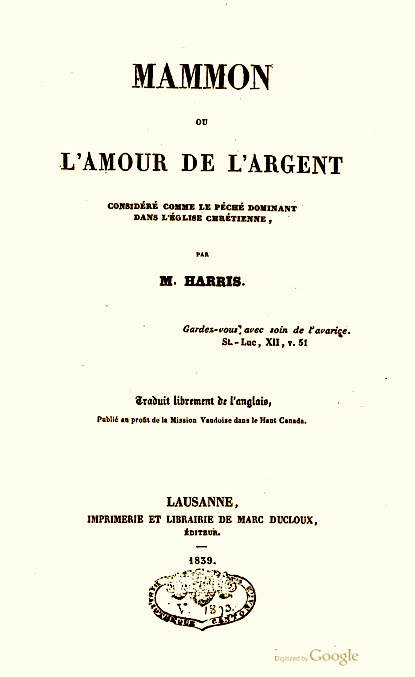 MAMMON
OU
L'AMOUR DE L'ARGENT
CONSIDÉRÉ COMME LE PÉCHÉ DOMINANT
DANS L'ÉGLISE CHRÉTIENNE,
PAR
M. HARRIS.
Gardez-vous avec soin de l'avarice.
St.-Luc, XII, v. 51
Traduit librement de l'anglais,
Publié au profit de la Mission Vaudoise dans le Haut Canada.
LAUSANNE,
IMPRIMERIE ET LIBRAIRIE DE MARC DUCLOUX,
ÉDITEUR.
1839.
CANTONALE
Digitized by Google